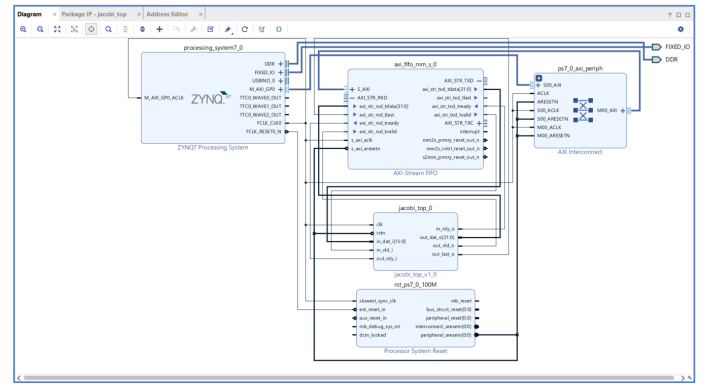 Diagram × Package IP - jacobi_top × Address Editor ×
processing_system7_0
M_AXI_GP0_ACLK
ZYNQ
DDR
FIXED_IO
USBIND_0
M_AXI_GP0
TTC0_WAVE0_OUT
TTC0_WAVE1_OUT
TTC0_WAVE2_OUT
FCLK_CLK0
FCLK_RESET0_N
ZYNQ7 Processing System
axi_fifo_mm_s_0
S_AXI
AXI_STR_RXD
axi_str_rxd_tdata[31:0]
axi_str_rxd_tlast
axi_str_rxd_tready
axi_str_rxd_tvalid
s_axi_aclk
s_axi_aresetn
AXI_STR_TXD
axi_str_txd_tdata[31:0]
axi_str_txd_tlast
axi_str_txd_tready
axi_str_txd_tvalid
AXI_STR_TXC
interrupt
mm2s_prmry_reset_out_n
mm2s_cntrl_reset_out_n
s2mm_prmry_reset_out_n
AXI-Stream FIFO
ps7_0_axi_periph
S00_AXI
ACLK
ARESETN
S00_ACLK
S00_ARESETN
M00_ACLK
M00_ARESETN
M00_AXI
AXI Interconnect
FIXED_IO
DDR
jacobi_top_0
clk
rstn
in_dat_i[15:0]
in_vld_i
out_rdy_i
in_rdy_o
out_dat_o[31:0]
out_vld_o
out_last_o
jacobi_top_v1_0
rst_ps7_0_100M
slowest_sync_clk
ext_reset_in
aux_reset_in
mb_debug_sys_rst
dcm_locked
mb_reset
bus_struct_reset[0:0]
peripheral_reset[0:0]
interconnect_aresetn[0:0]
peripheral_aresetn[0:0]
Processor System Reset